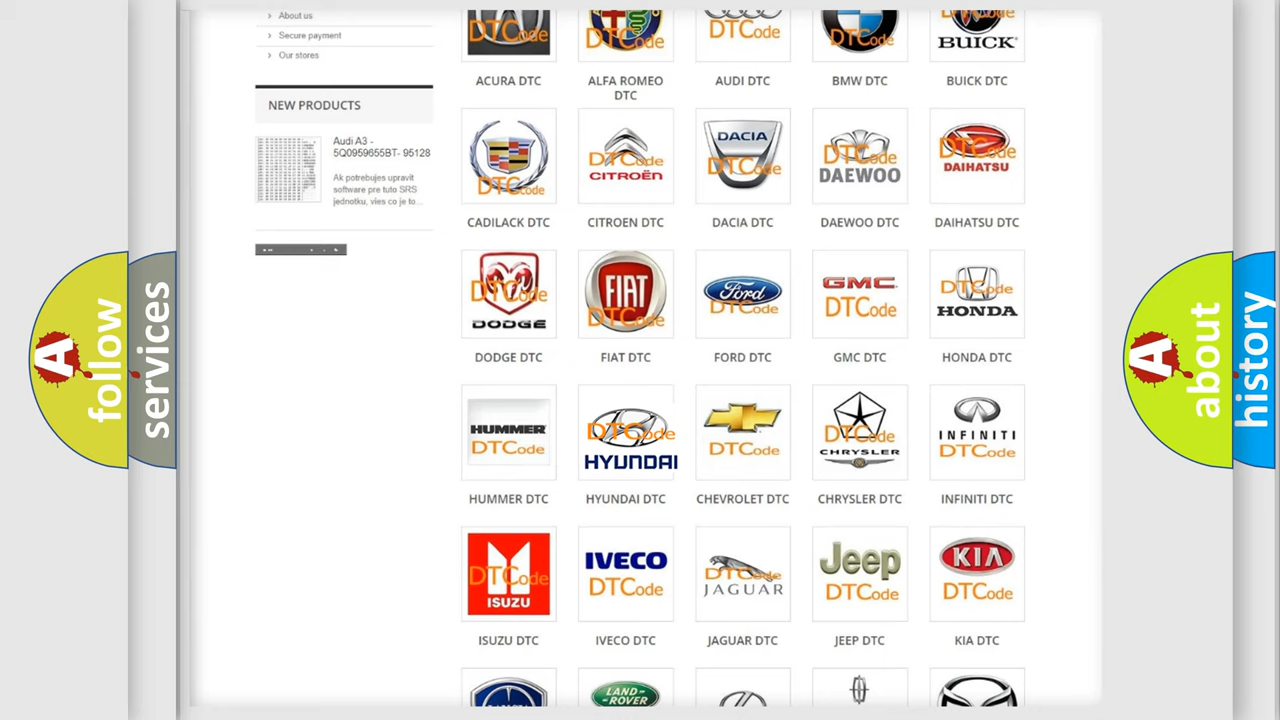 About us
Secure payment
Our stores
NEW PRODUCTS
Audi A3 -
5Q0959655BT- 95128
Ak potrebujes upravit
software pre tuto SRS
jednotku, vies co je to...
DTCode
DTCode
DTCode
DTCode
BUICK
ACURA DTC
ALFA ROMEO
DTC
AUDI DTC
BMW DTC
BUICK DTC
DTCode
DTCode
CITROËN
DACIA
DTCode
DTCode
DAEWOO
DTCode
DAIHATSU
CADILACK DTC
CITROEN DTC
DACIA DTC
DAEWOO DTC
DAIHATSU DTC
DTCode
DODGE
FIAT
DTCode
Ford
DTCode
GMC
DTCode
DTCode
HONDA
DODGE DTC
FIAT DTC
FORD DTC
GMC DTC
HONDA DTC
HUMMER
DTCode
DTCode
HYUNDAI
DTCode
DTCode
CHRYSLER
INFINITI
DTCode
HUMMER DTC
HYUNDAI DTC
CHEVROLET DTC
CHRYSLER DTC
INFINITI DTC
DTCode
ISUZU
IVECO
DTCode
DTCode
JAGUAR
Jeep
DTCode
KIA
DTCode
ISUZU DTC
IVECO DTC
JAGUAR DTC
JEEP DTC
KIA DTC
LAND-
ROVER
A
follow
services
A
about
history